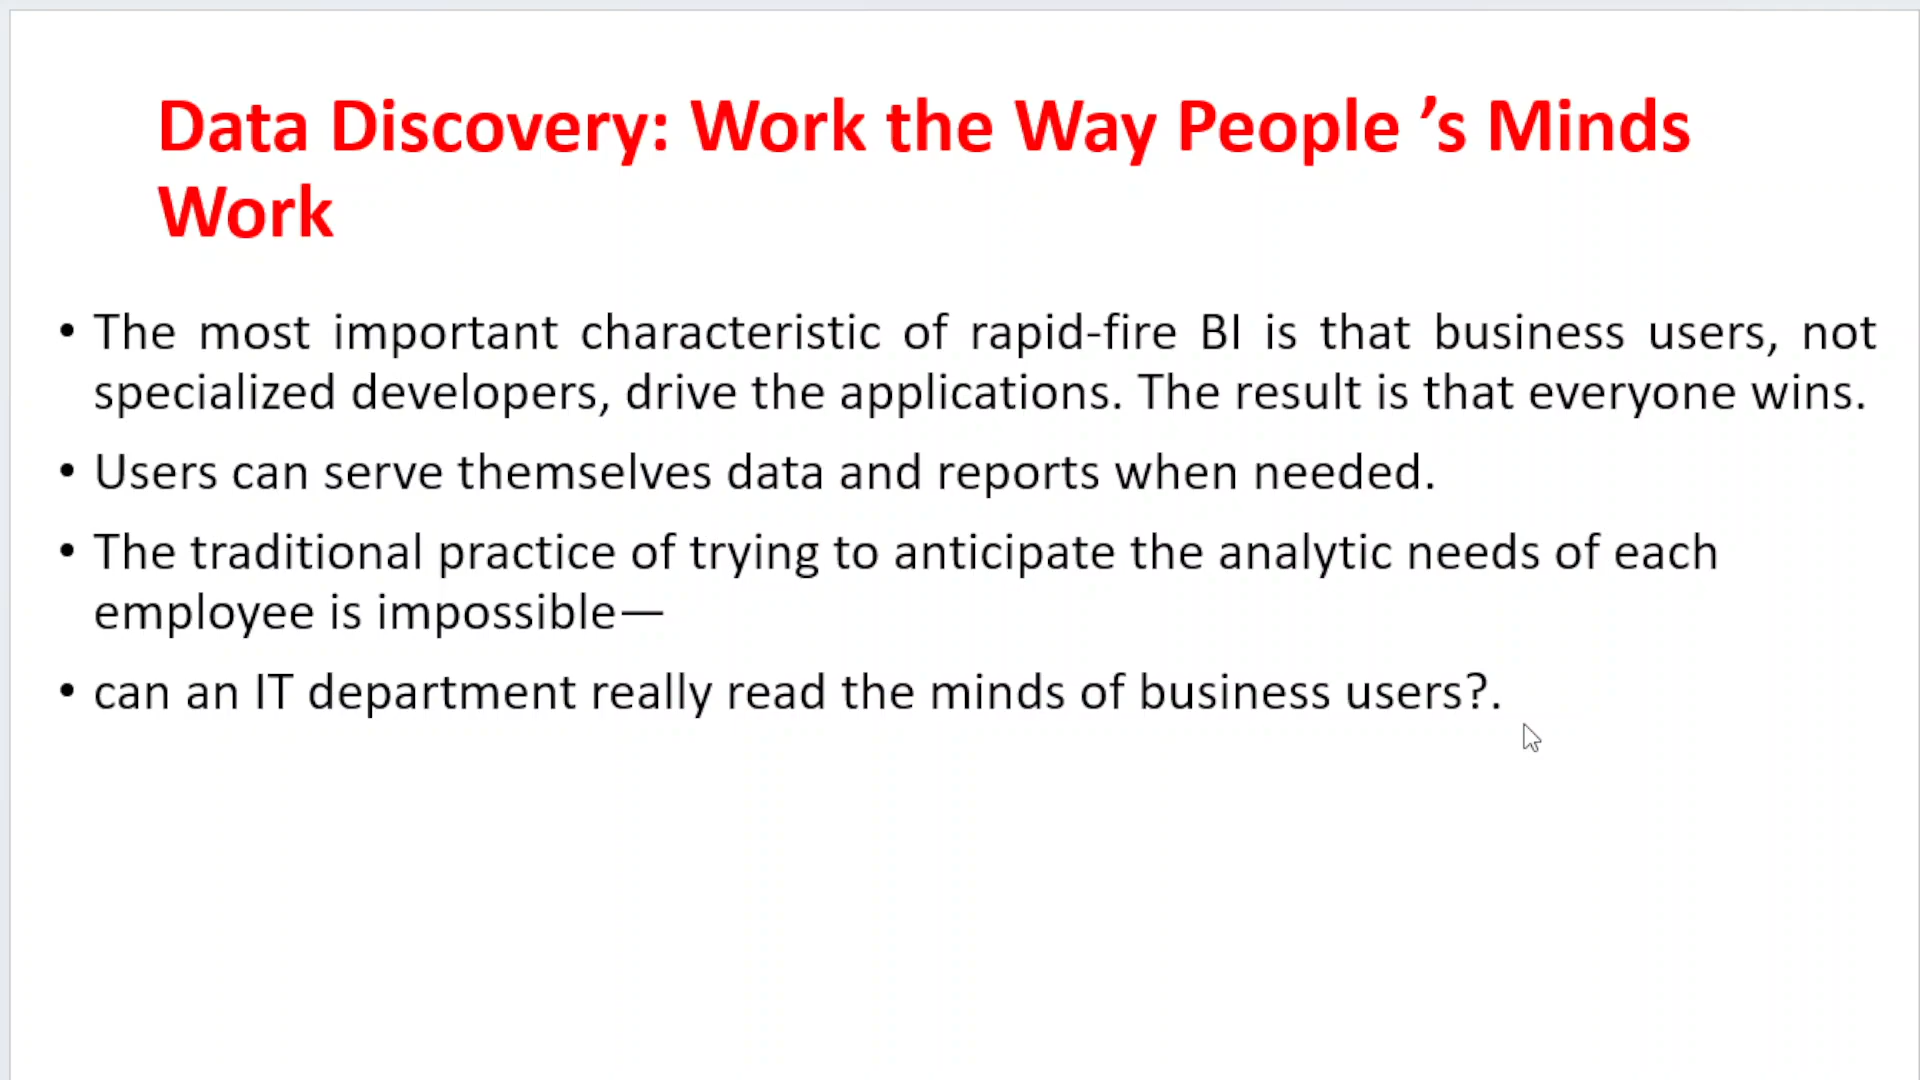 Data Discovery: Work the Way People ’s Minds
Work
• The most important characteristic of rapid-fire BI is that business users, not
specialized developers, drive the applications. The result is that everyone wins.
• Users can serve themselves data and reports when needed.
• The traditional practice of trying to anticipate the analytic needs of each
employee is impossible—
• can an IT department really read the minds of business users?.